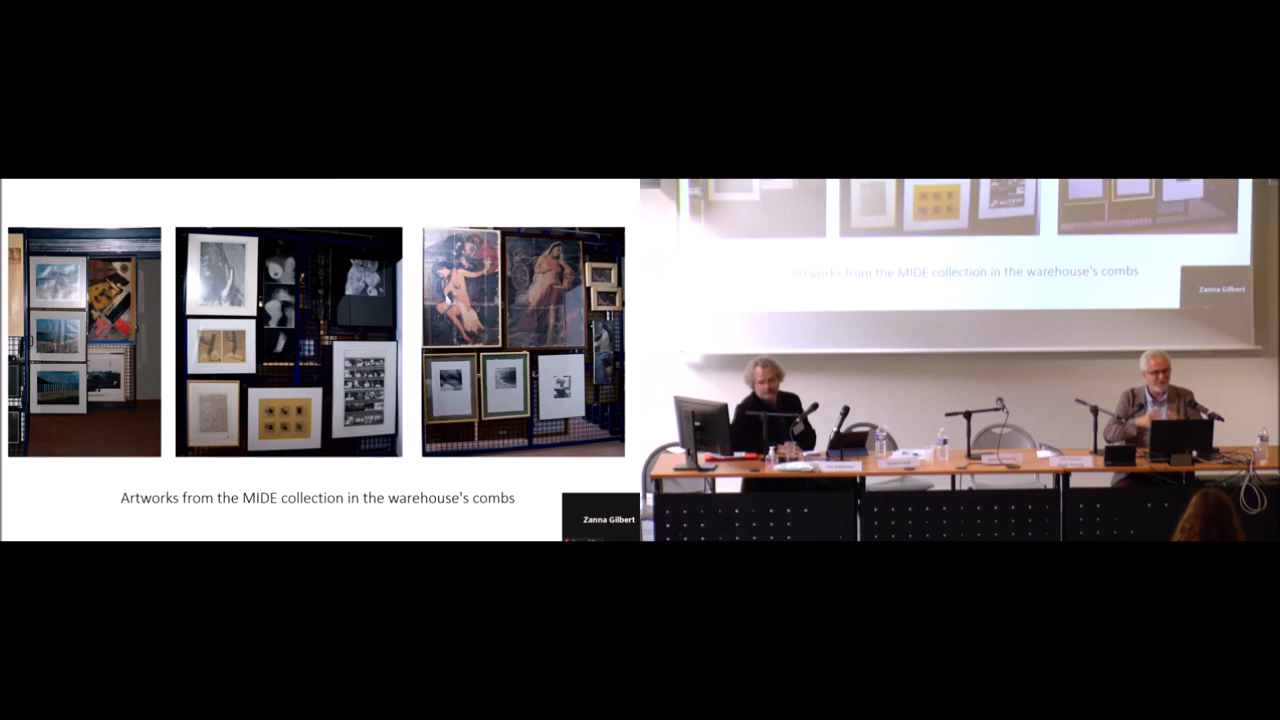 Artworks from the MIDE collection in the warehouse's combs
Zanna Gilbert
Artworks from the MIDE collection in the warehouse's combs
Zanna Gilbert